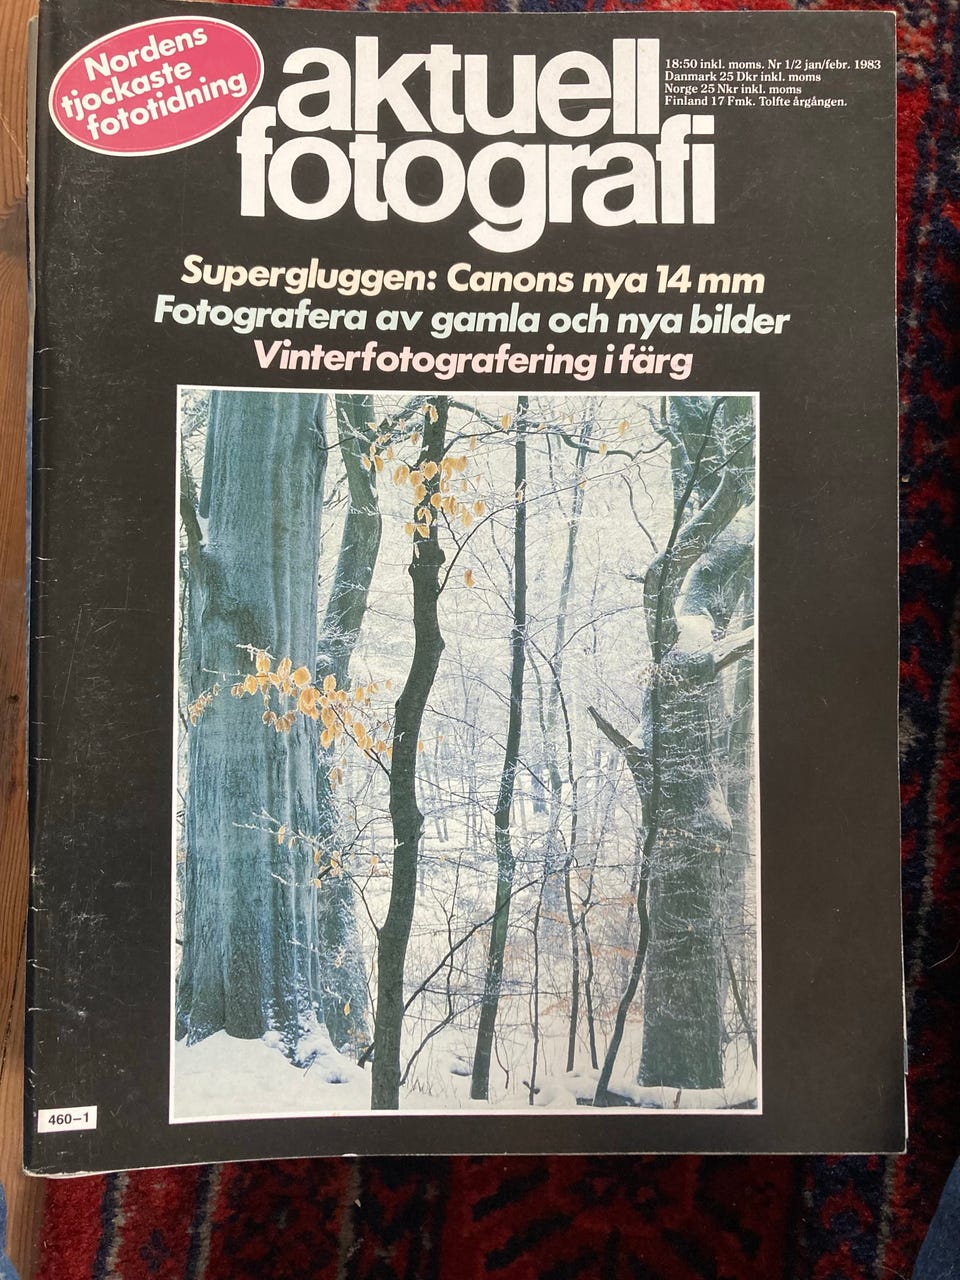 Nordens
tjockaste
fototidning
aktuell
fotografi
18:50 inkl. moms. Nr 1/2 jan/febr. 1983
Danmark 25 Dkr inkl. moms
Norge 25 Nkr inkl. moms
Finland 17 Fmk. Tolfte årgången.
Supergluggen: Canons nya 14 mm
Fotografera av gamla och nya bilder
Vinterfotografering i färg
460–1